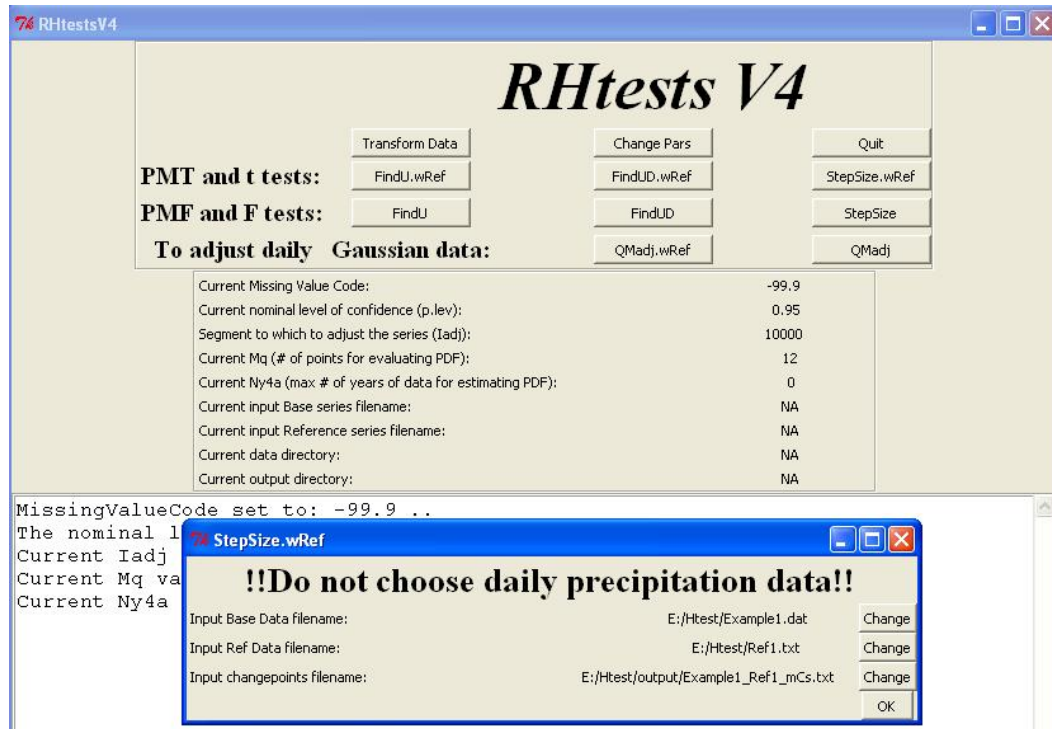 RHtestsV4
RHtests V4
Transform Data Change Pars Quit
PMT and t tests: FindU.wRef FindUD.wRef StepSize.wRef
PMF and F tests: FindU FindUD StepSize
To adjust daily Gaussian data: QMadj.wRef QMadj
Current Missing Value Code: -99.9
Current nominal level of confidence (p.lev): 0.95
Segment to which to adjust the series (Iadj): 10000
Current Mq (# of points for evaluating PDF): 12
Current Ny4a (max # of years of data for estimating PDF): 0
Current input Base series filename: NA
Current input Reference series filename: NA
Current data directory: NA
Current output directory: NA
MissingValueCode set to: -99.9 ..
The nominal l
Current Iadj
Current Mq va
Current Ny4a
StepSize.wRef
!!Do not choose daily precipitation data!!
Input Base Data filename: E:/Htest/Example1.dat Change
Input Ref Data filename: E:/Htest/Ref1.txt Change
Input changepoints filename: E:/Htest/output/Example1_Ref1_mCs.txt Change
OK